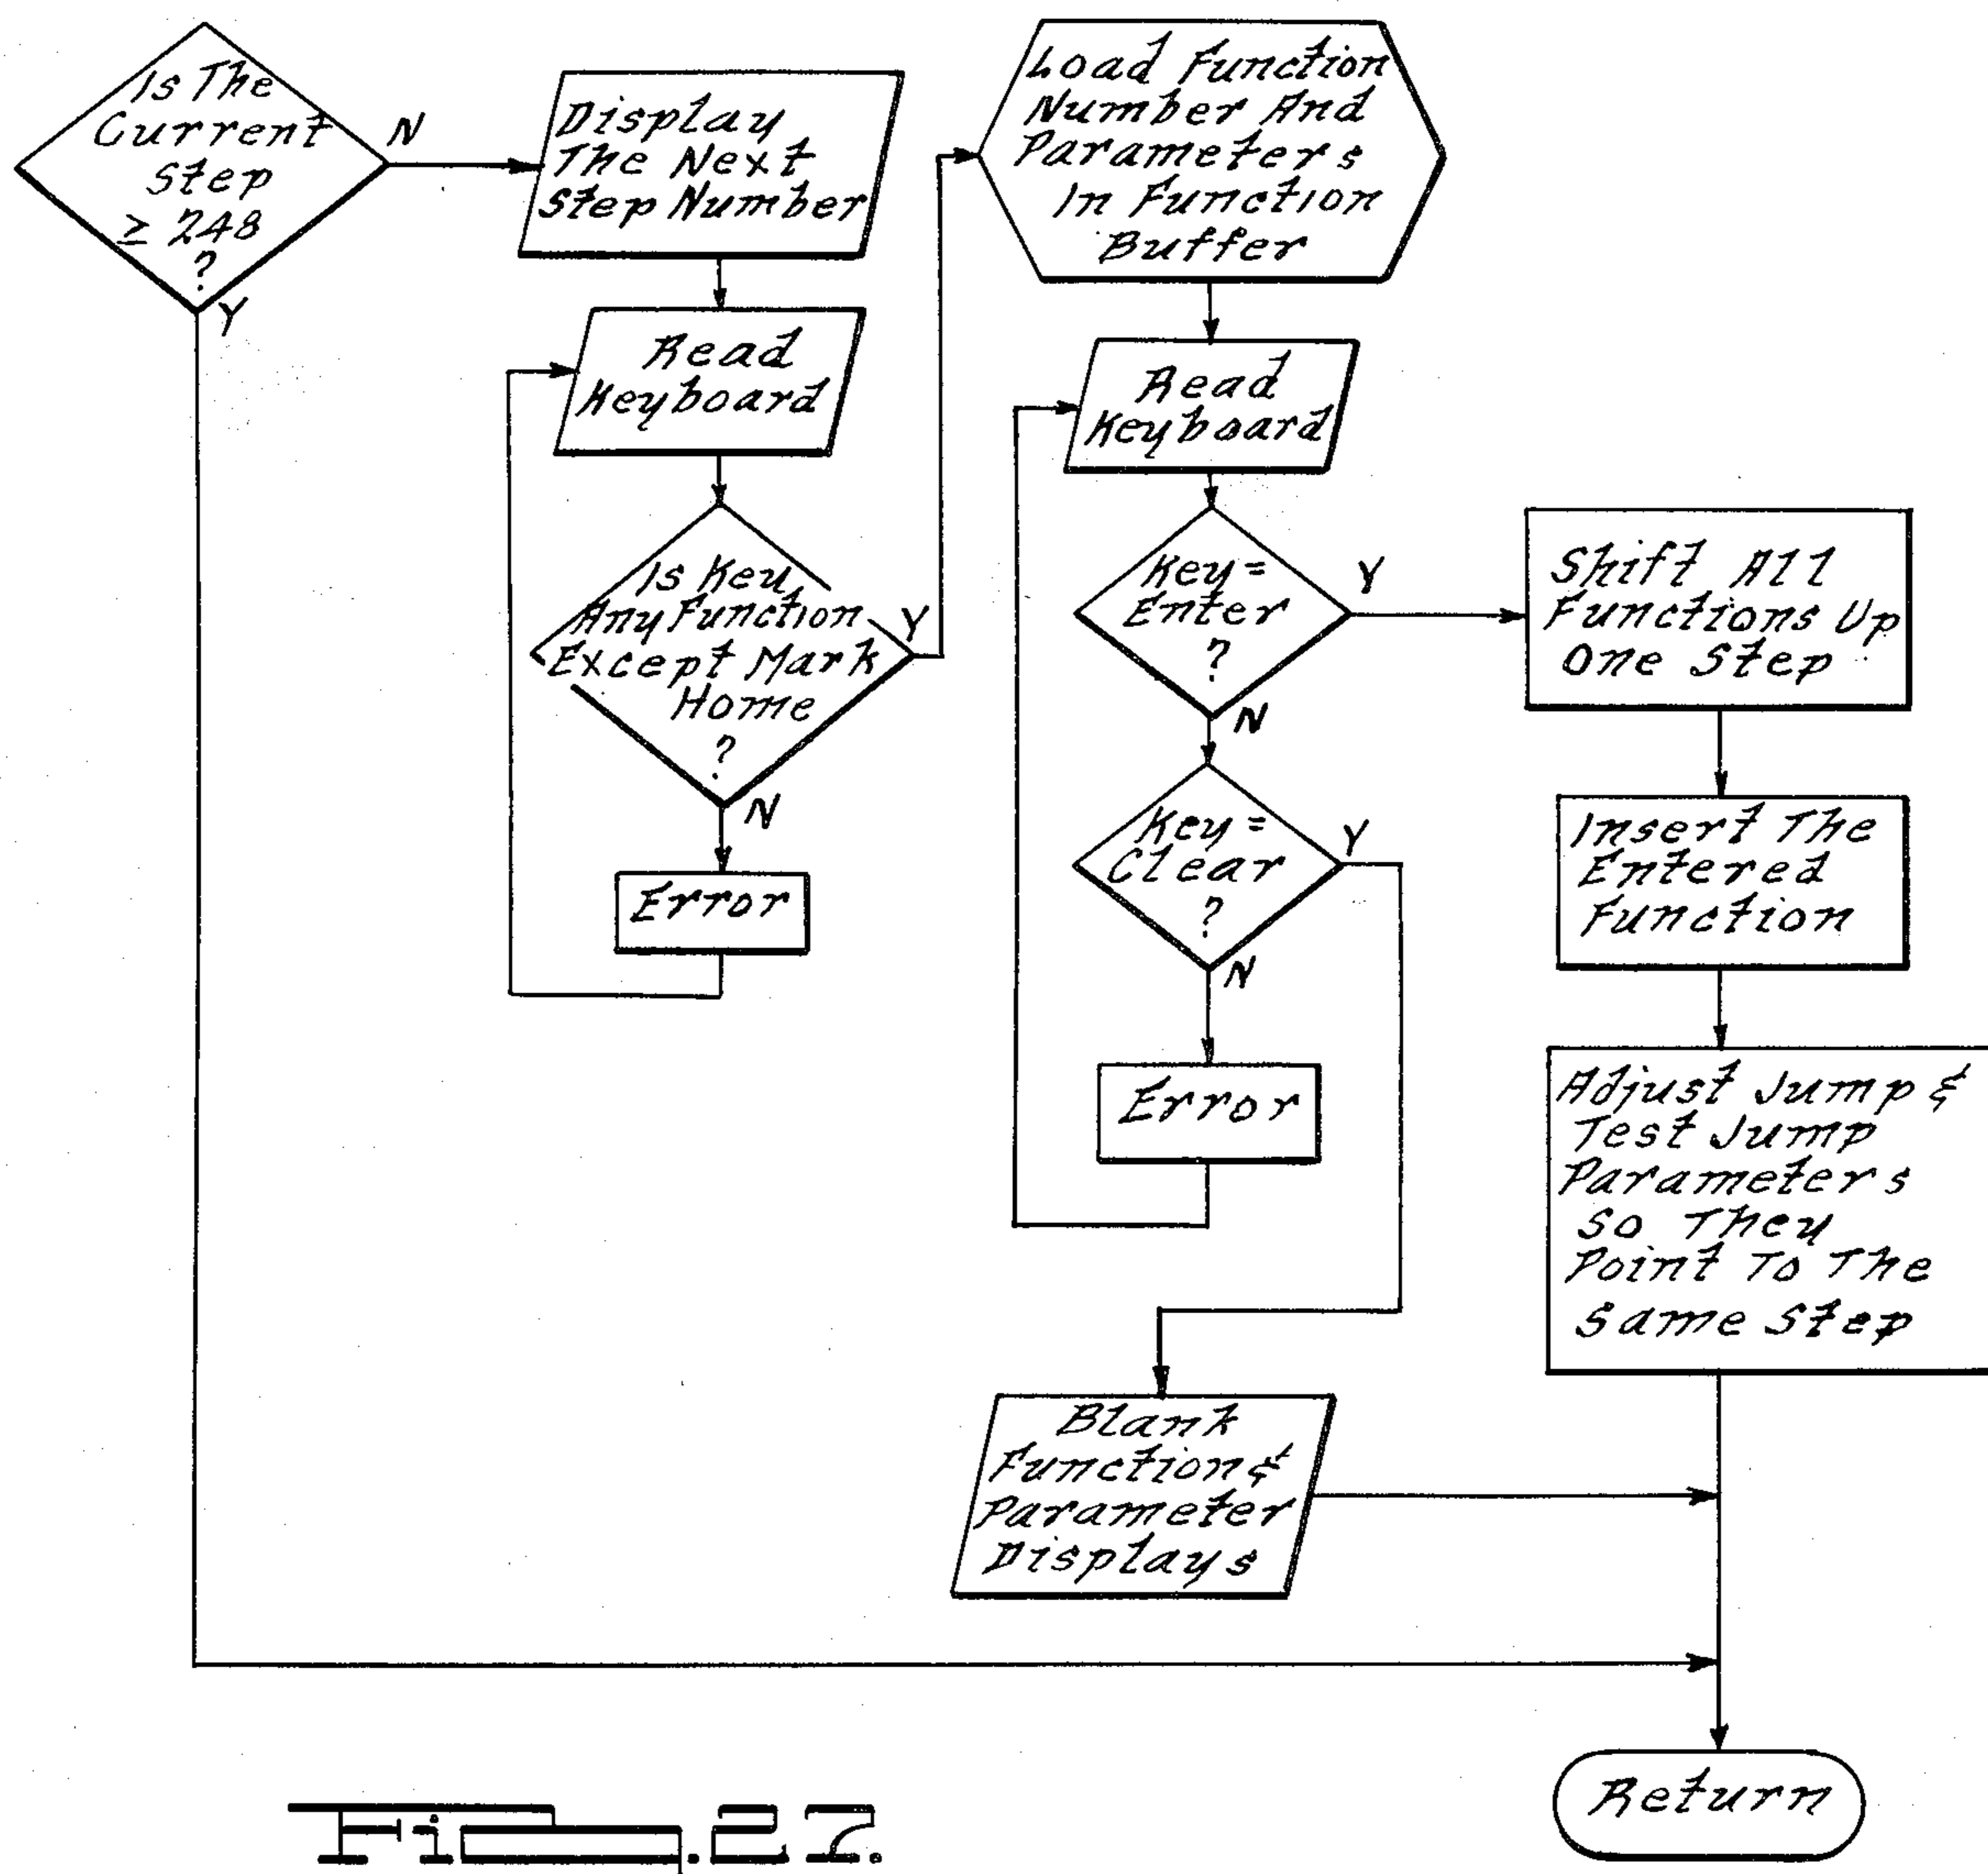 Is The
Current
Step
≥ 248
?
N
Y
Display
The Next
Step Number
Read
Keyboard
Is Key
Any Function
Except Mark
Home
?
Y
N
Error
Load Function
Number And
Parameters
In Function
Buffer
Read
Keyboard
Key=
Enter
?
Y
N
Key=
Clear
?
Y
N
Error
Blank
Function &
Parameter
Displays
Shift All
Functions Up
One Step
Insert The
Entered
Function
Adjust Jump &
Test Jump
Parameters
So They
Point To The
Same Step
Return
Fig. 27.